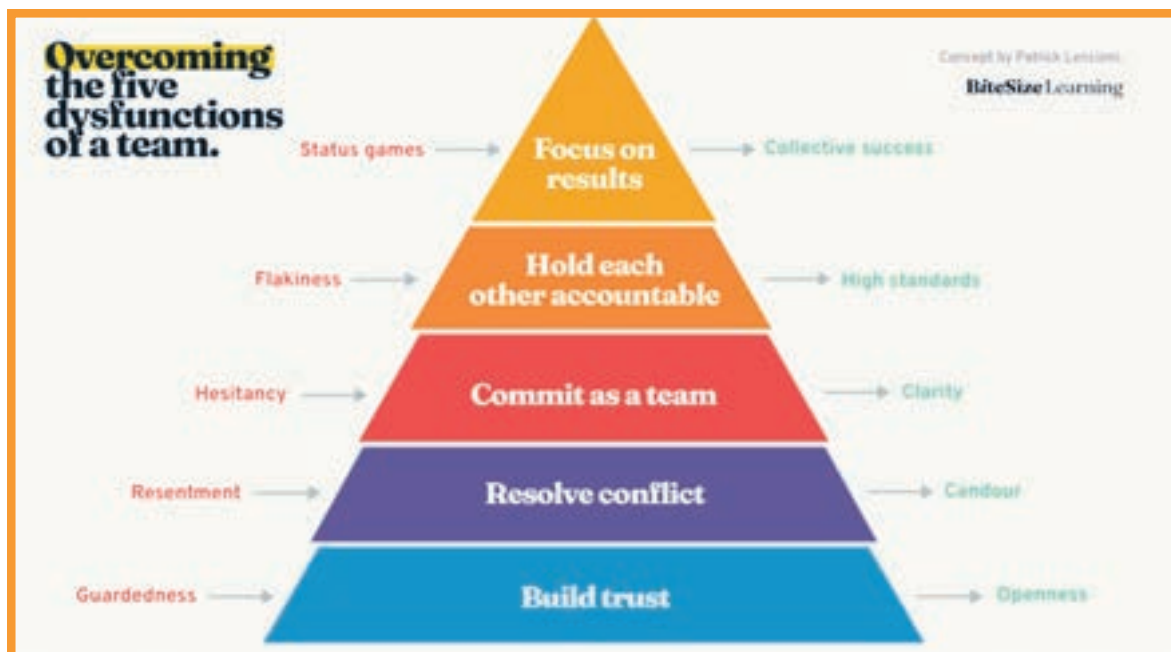 Overcoming
the five
dysfunctions
of a team.
Concept by Patrick Lencioni.
BiteSize Learning
Status games
Focus on
results
Collective success
Flakiness
Hold each
other accountable
High standards
Hesitancy
Commit as a team
Clarity
Resentment
Resolve conflict
Candour
Guardedness
Build trust
Openness